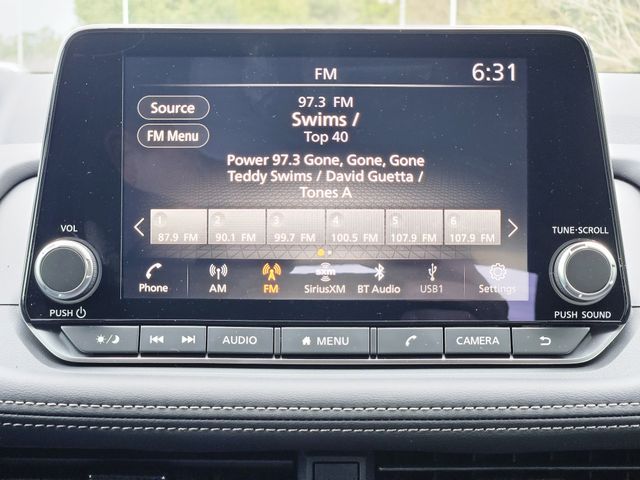 FM
6:31
Source
FM Menu
97.3 FM
Swims /
Top 40
Power 97.3 Gone, Gone, Gone
Teddy Swims / David Guetta /
Tones A
1 2 3 4 5 6
87.9 FM 90.1 FM 99.7 FM 100.5 FM 107.9 FM 107.9 FM
Phone AM FM SiriusXM BT Audio USB1 Settings
sxm
VOL
PUSH
TUNE·SCROLL
PUSH SOUND
AUDIO MENU CAMERA